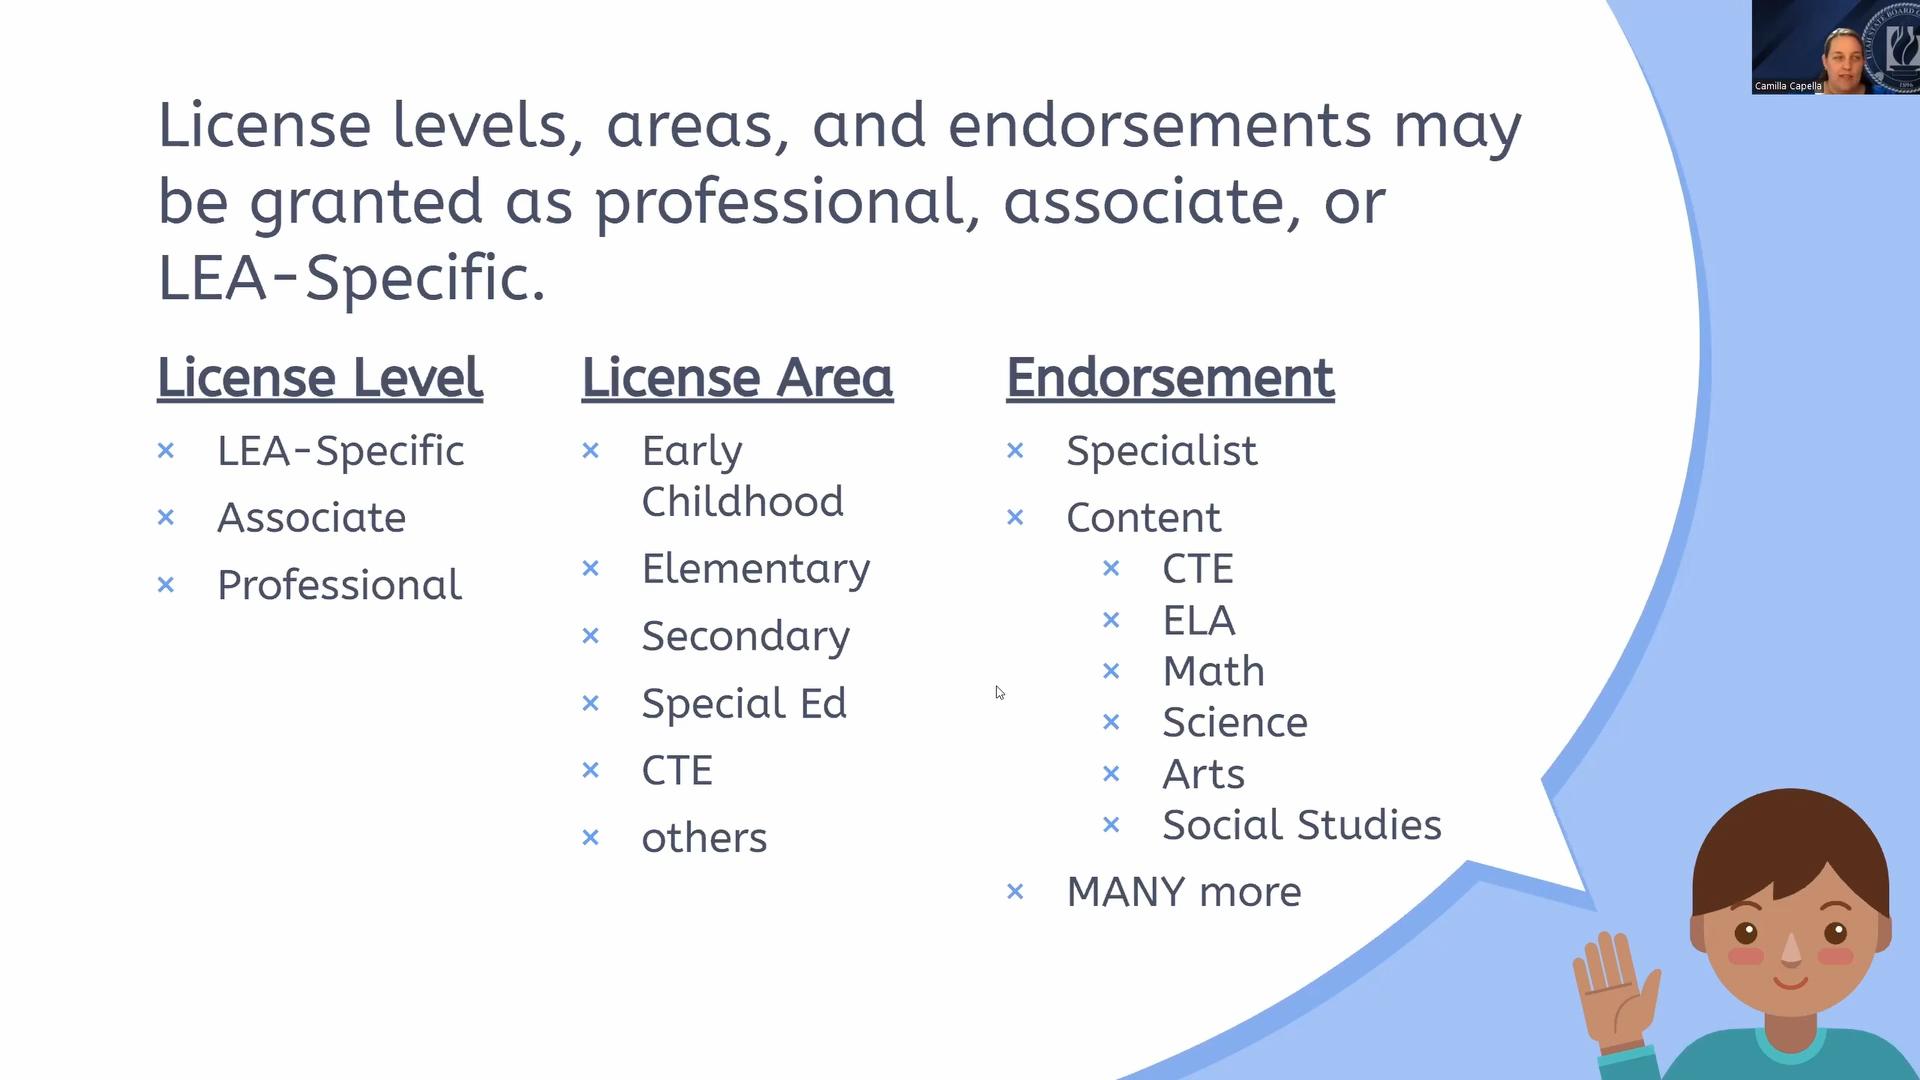 License levels, areas, and endorsements may
be granted as professional, associate, or
LEA-Specific.
License Level
LEA-Specific
Associate
Professional
License Area
Early
Childhood
Elementary
Secondary
Special Ed
CTE
others
Endorsement
Specialist
Content
CTE
ELA
Math
Science
Arts
Social Studies
MANY more
Camilla Capella